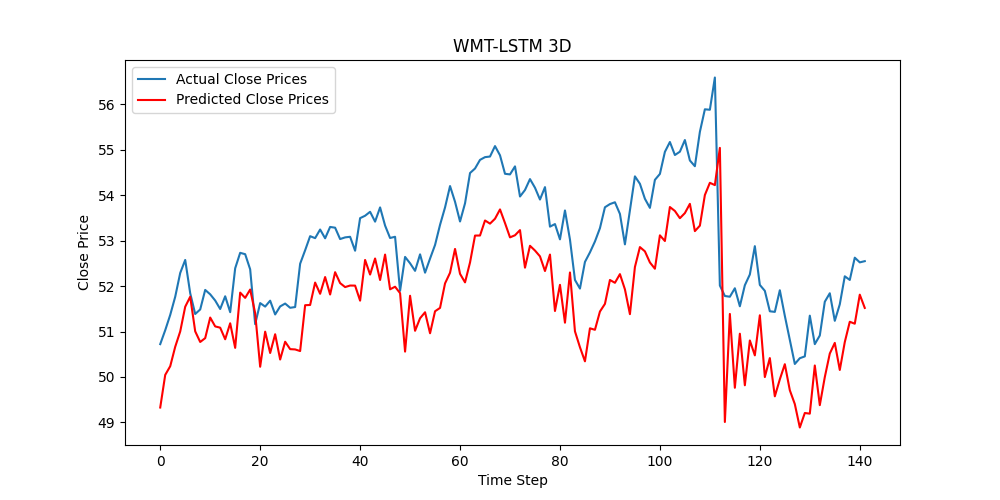 WMT-LSTM 3D
Actual Close Prices
Predicted Close Prices
Close Price
56
55
54
53
52
51
50
49
0 20 40 60 80 100 120 140
Time Step